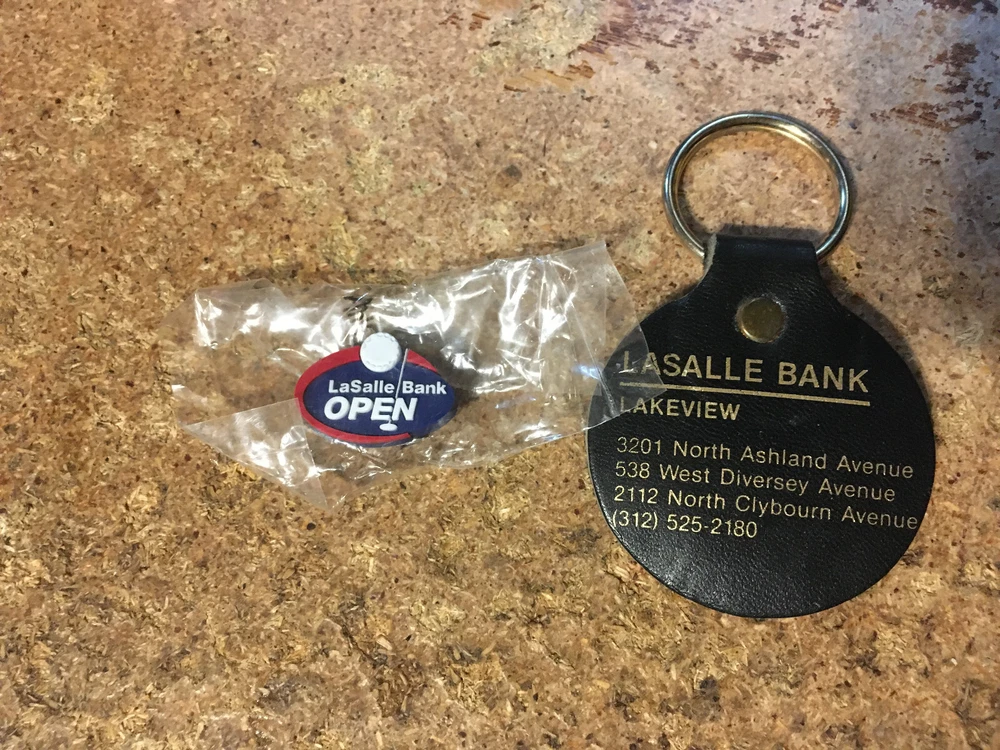 LaSalle Bank
OPEN
LASALLE BANK
LAKEVIEW
3201 North Ashland Avenue
538 West Diversey Avenue
2112 North Clybourn Avenue
(312) 525-2180